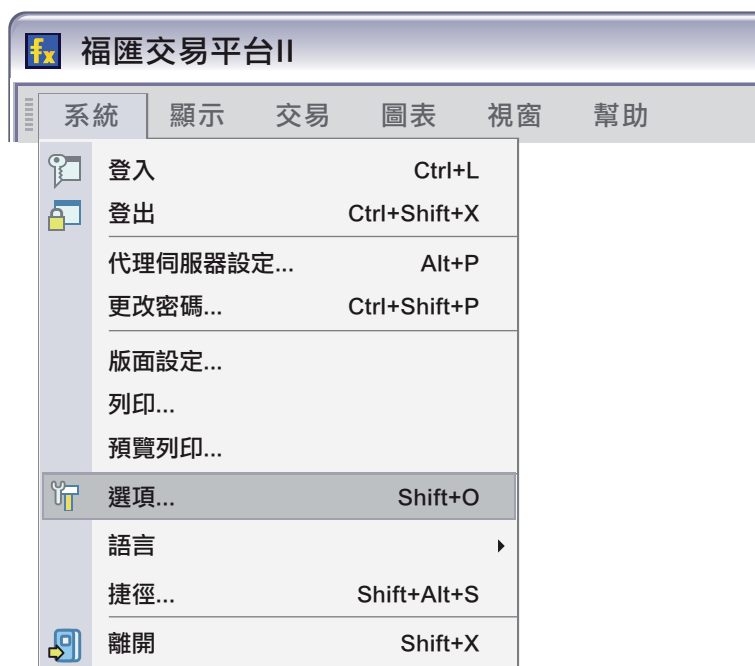 fx 福匯交易平台II
系統 顯示 交易 圖表 視窗 幫助
登入 Ctrl+L
登出 Ctrl+Shift+X
代理伺服器設定... Alt+P
更改密碼... Ctrl+Shift+P
版面設定...
列印...
預覽列印...
選項... Shift+O
語言
捷徑... Shift+Alt+S
離開 Shift+X